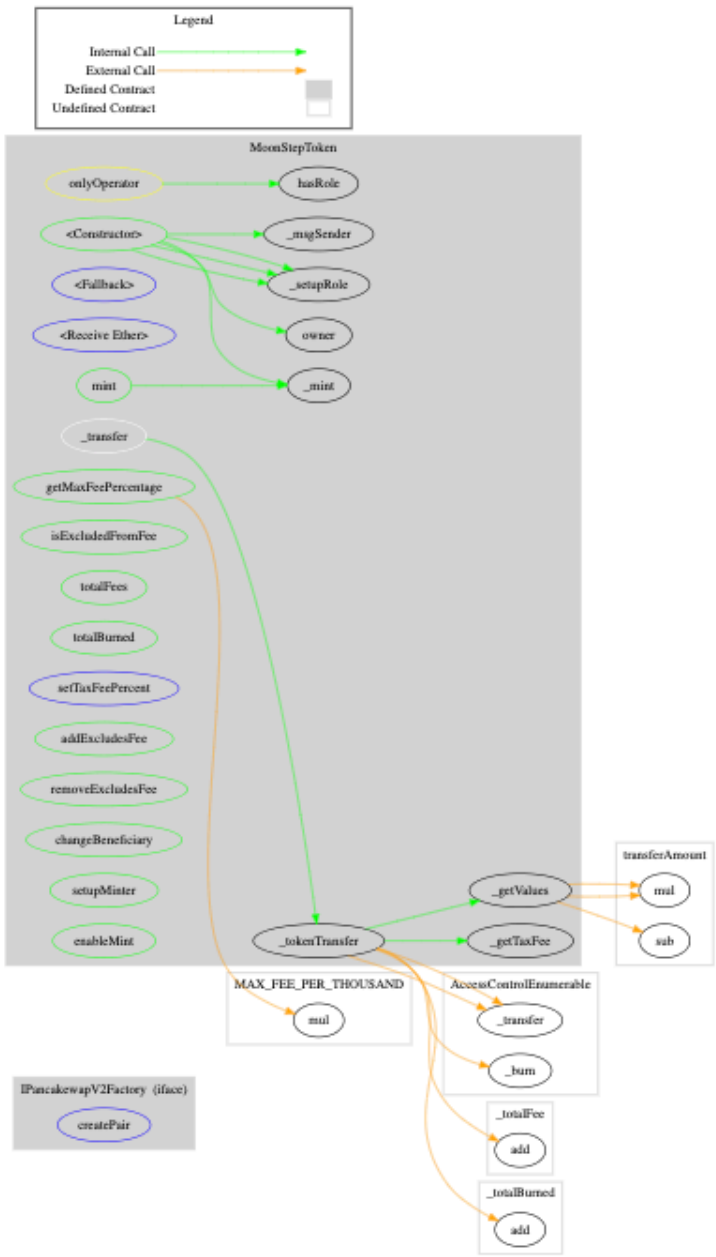 Legend
Internal Call
External Call
Defined Contract
Undefined Contract
MoonStepToken
onlyOperator
hasRole
<Constructor>
_msgSender
<Fallback>
_setupRole
<Receive Ether>
owner
mint
_mint
_transfer
getMaxFeePercentage
isExcludedFromFee
totalFees
totalBurned
setTaxFeePercent
addExcludesFee
removeExcludesFee
changeBeneficiary
transferAmount
setupMinter
_getValues
mul
enableMint
_tokenTransfer
_getTaxFee
sub
MAX_FEE_PER_THOUSAND
AccessControlEnumerable
mul
_transfer
_burn
IPancakewapV2Factory (iface)
createPair
_totalFee
add
_totalBurned
add